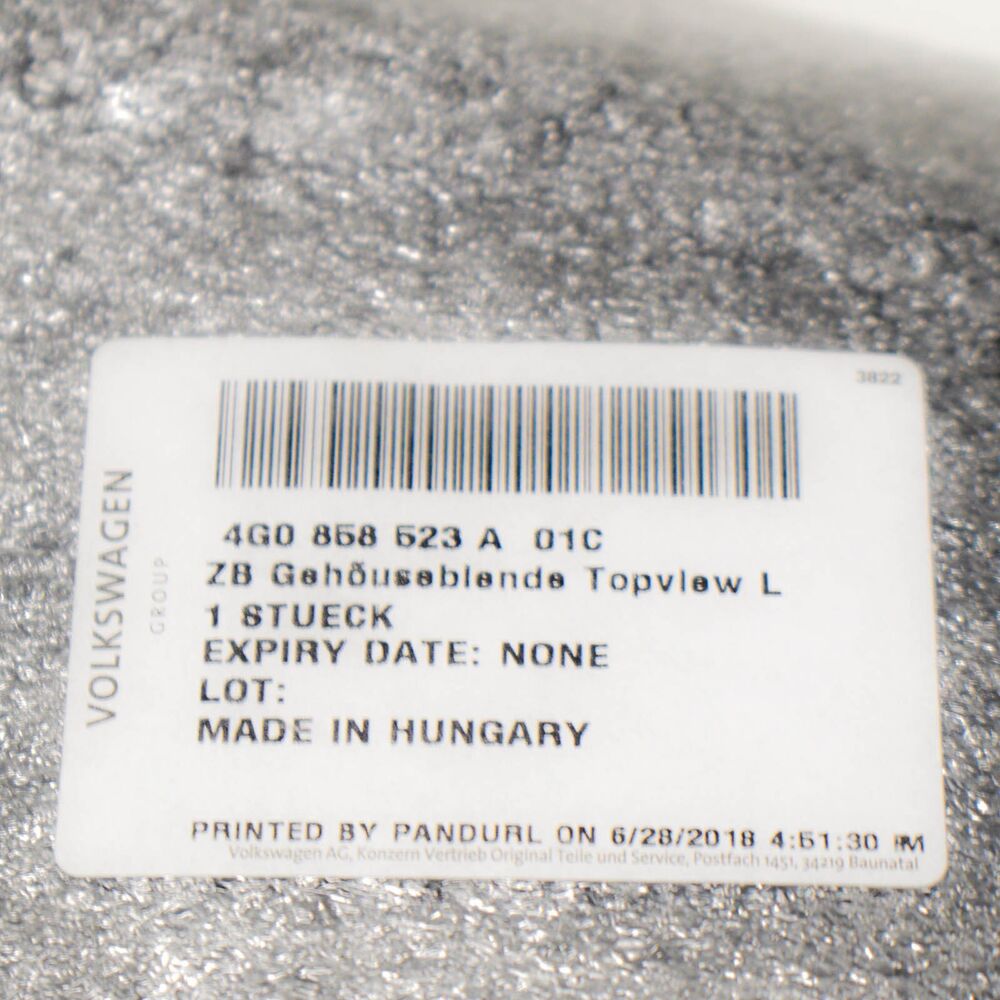 3822
4G0 858 523 A 01C
ZB Gehõuseblende Topview L
1 STUECK
EXPIRY DATE: NONE
LOT:
MADE IN HUNGARY
PRINTED BY PANDURL ON 6/28/2018 4:51:30 PM
Volkswagen AG, Konzern Vertrieb Original Teile und Service, Postfach 1451, 34219 Baunatal
VOLKSWAGEN
GROUP